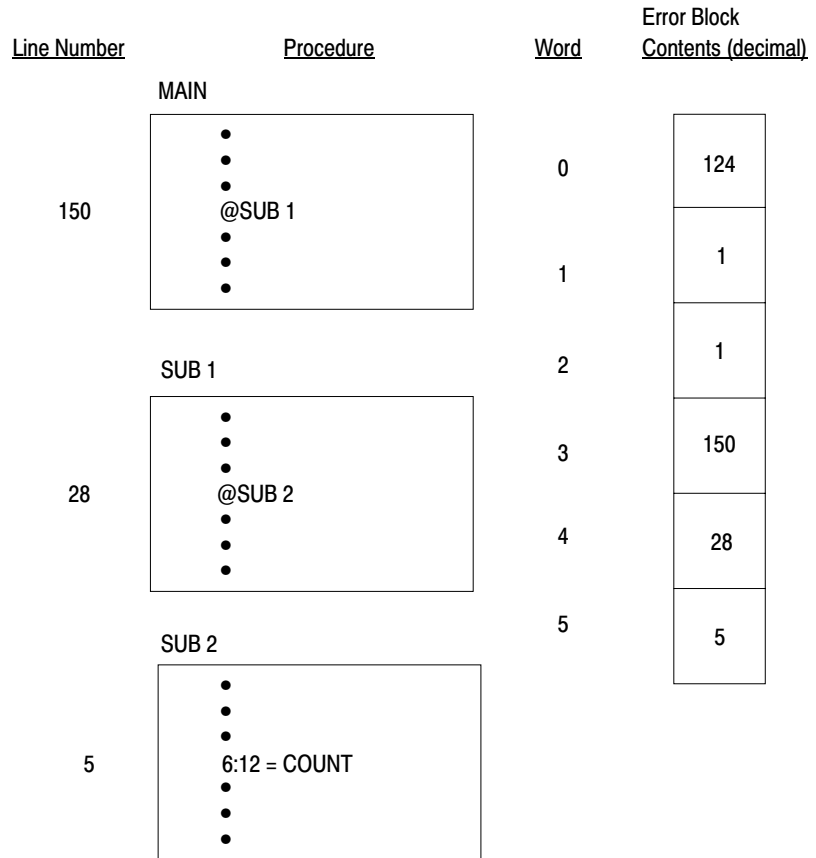 Error Block
Line Number Procedure Word Contents (decimal)
MAIN
•
• 0 124
•
150 @SUB 1
•
• 1 1
•
SUB 1 2 1
•
•
• 3 150
28 @SUB 2
•
• 4 28
•
SUB 2 5 5
•
•
•
5 6:12 = COUNT
•
•
•